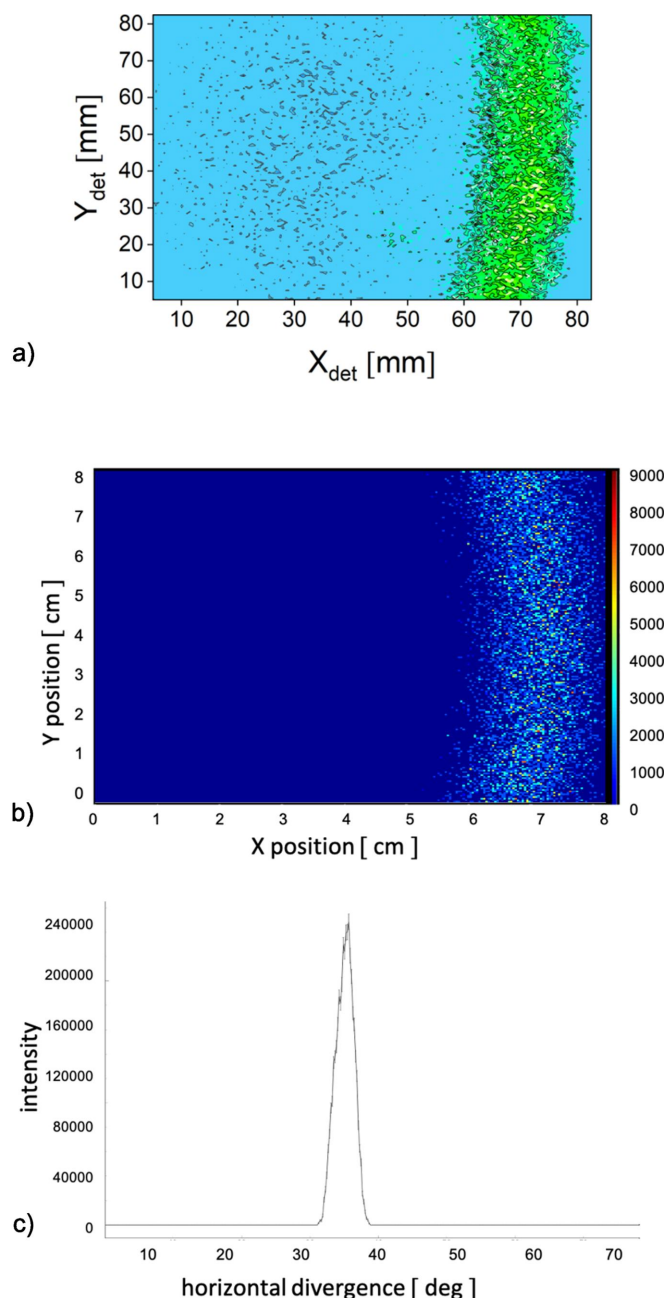 80
70
60
50
40
30
20
10
Y_det [mm]
10 20 30 40 50 60 70 80
X_det [mm]
a)
8
7
6
5
4
3
2
1
0
Y position [ cm ]
9000
8000
7000
6000
5000
4000
3000
2000
1000
0
0 1 2 3 4 5 6 7 8
X position [ cm ]
b)
240000
200000
160000
120000
80000
40000
0
intensity
10 20 30 40 50 60 70
horizontal divergence [ deg ]
c)